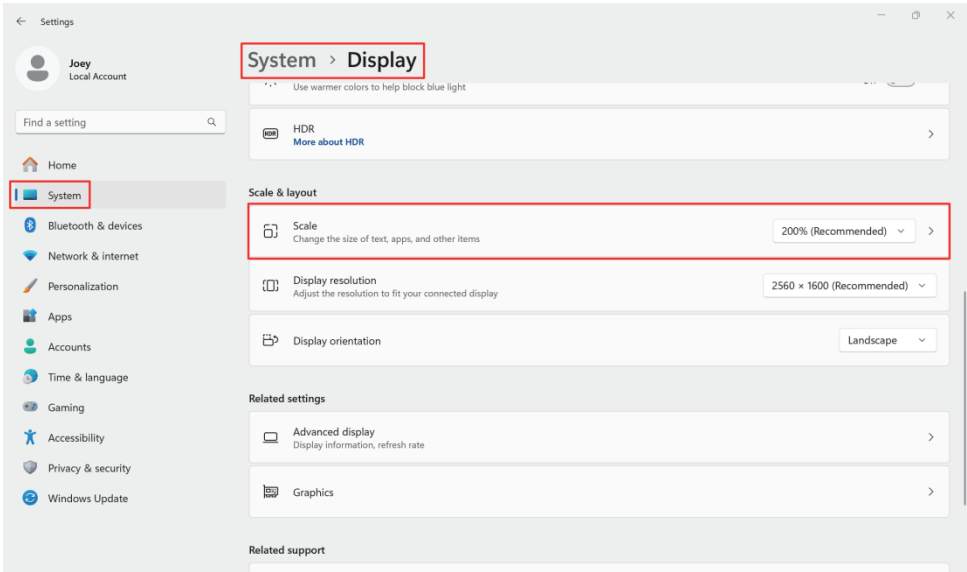 Settings
Joey
Local Account
Find a setting
Home
System
Bluetooth & devices
Network & internet
Personalization
Apps
Accounts
Time & language
Gaming
Accessibility
Privacy & security
Windows Update
System > Display
Use warmer colors to help block blue light
HDR
HDR
More about HDR
Scale & layout
Scale
Change the size of text, apps, and other items
200% (Recommended)
Display resolution
Adjust the resolution to fit your connected display
2560 × 1600 (Recommended)
Display orientation
Landscape
Related settings
Advanced display
Display information, refresh rate
Graphics
Related support